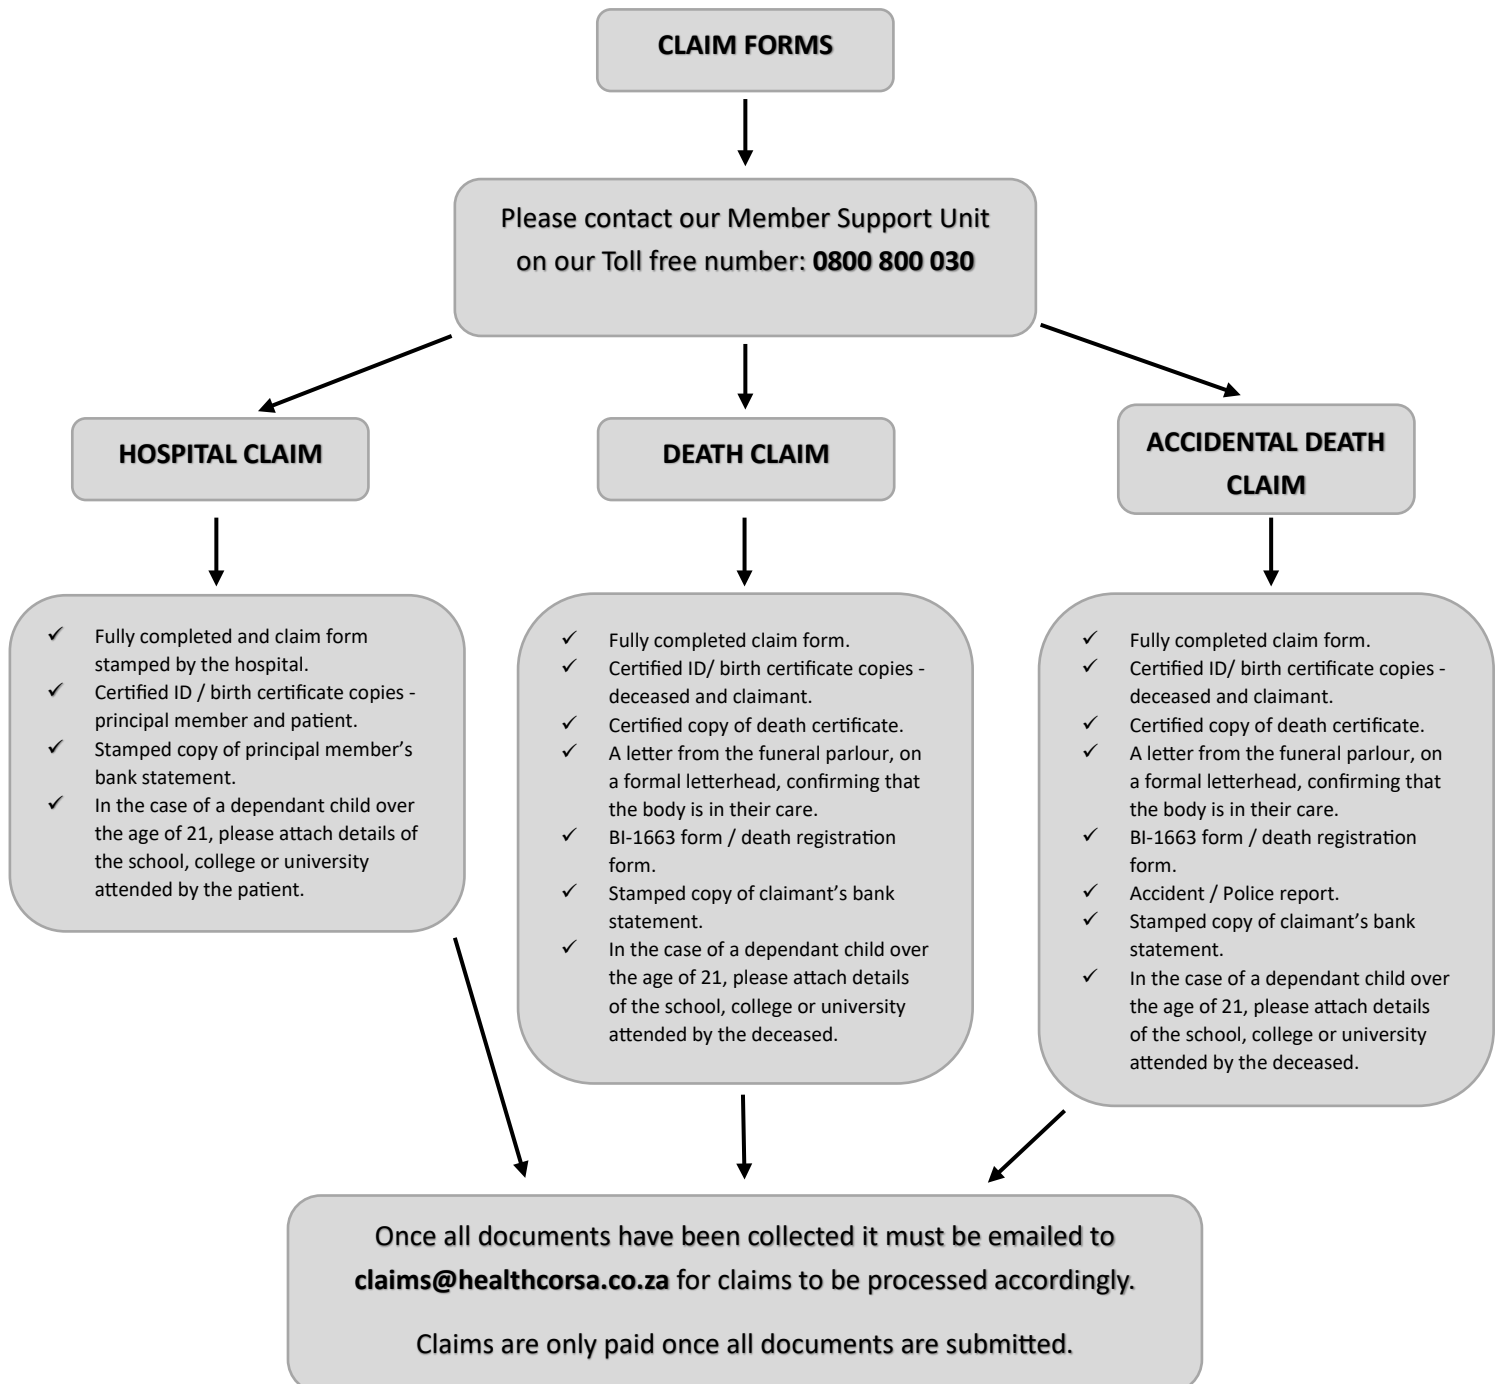 CLAIM FORMS
Please contact our Member Support Unit
on our Toll free number: 0800 800 030
HOSPITAL CLAIM
DEATH CLAIM
ACCIDENTAL DEATH
CLAIM
✓ Fully completed and claim form
stamped by the hospital.
✓ Certified ID / birth certificate copies -
principal member and patient.
✓ Stamped copy of principal member’s
bank statement.
✓ In the case of a dependant child over
the age of 21, please attach details of
the school, college or university
attended by the patient.
✓ Fully completed claim form.
✓ Certified ID/ birth certificate copies -
deceased and claimant.
✓ Certified copy of death certificate.
✓ A letter from the funeral parlour, on
a formal letterhead, confirming that
the body is in their care.
✓ BI-1663 form / death registration
form.
✓ Stamped copy of claimant’s bank
statement.
✓ In the case of a dependant child over
the age of 21, please attach details
of the school, college or university
attended by the deceased.
✓ Fully completed claim form.
✓ Certified ID/ birth certificate copies -
deceased and claimant.
✓ Certified copy of death certificate.
✓ A letter from the funeral parlour, on
a formal letterhead, confirming that
the body is in their care.
✓ BI-1663 form / death registration
form.
✓ Accident / Police report.
✓ Stamped copy of claimant’s bank
statement.
✓ In the case of a dependant child over
the age of 21, please attach details
of the school, college or university
attended by the deceased.
Once all documents have been collected it must be emailed to
claims@healthcorsa.co.za for claims to be processed accordingly.
Claims are only paid once all documents are submitted.